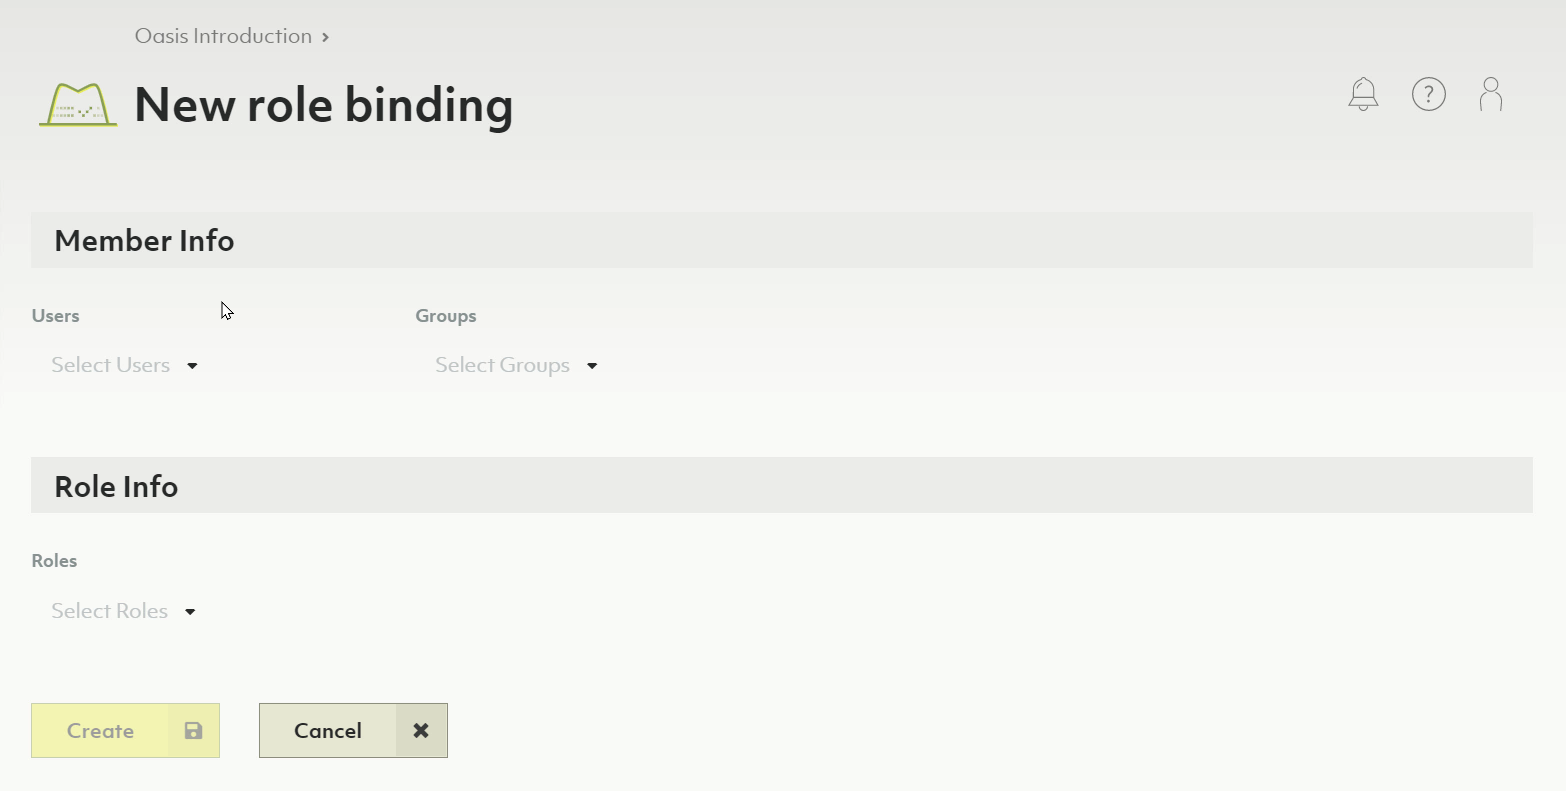 Oasis Introduction >
New role binding
?
Member Info
Users Groups
Select Users Select Groups
Role Info
Roles
Select Roles
Create Cancel